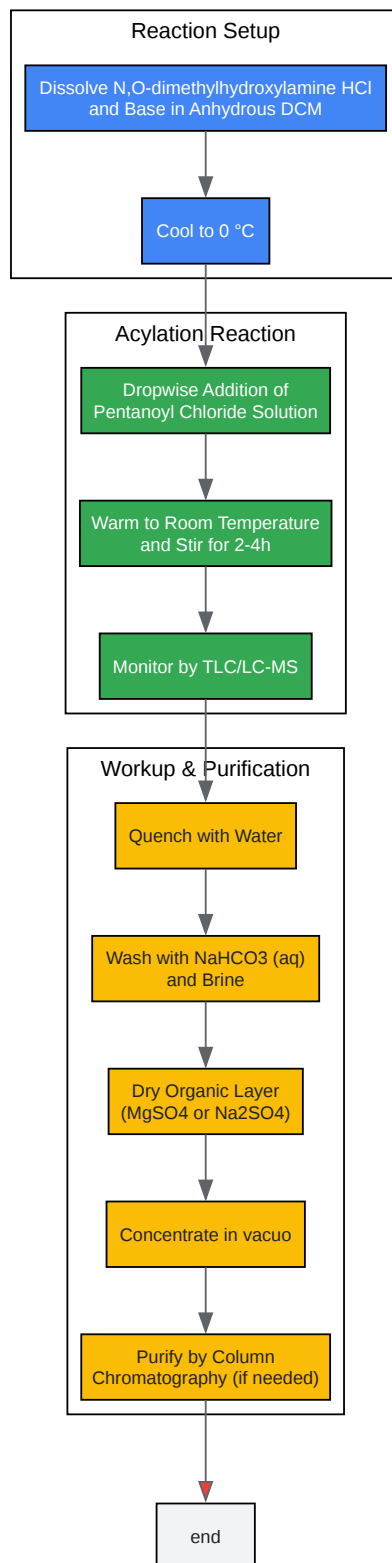 Reaction Setup
Dissolve N,O-dimethylhydroxylamine HCl
and Base in Anhydrous DCM
Cool to 0 °C
Acylation Reaction
Dropwise Addition of
Pentanoyl Chloride Solution
Warm to Room Temperature
and Stir for 2-4h
Monitor by TLC/LC-MS
Workup & Purification
Quench with Water
Wash with NaHCO3 (aq)
and Brine
Dry Organic Layer
(MgSO4 or Na2SO4)
Concentrate in vacuo
Purify by Column
Chromatography (if needed)
end